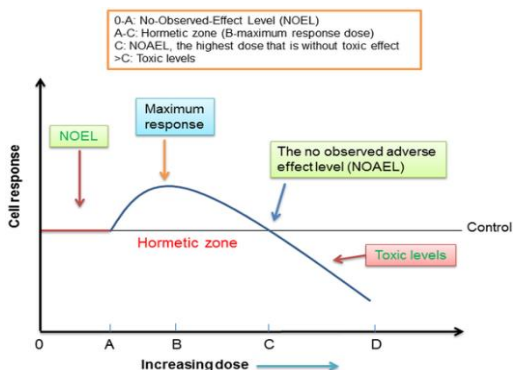 0-A: No-Observed-Effect Level (NOEL)
A-C: Hormetic zone (B-maximum response dose)
C: NOAEL, the highest dose that is without toxic effect
>C: Toxic levels
NOEL
Maximum
response
The no observed adverse
effect level (NOAEL)
Cell response
Control
Hormetic zone
Toxic levels
0
A
B
C
D
Increasing dose